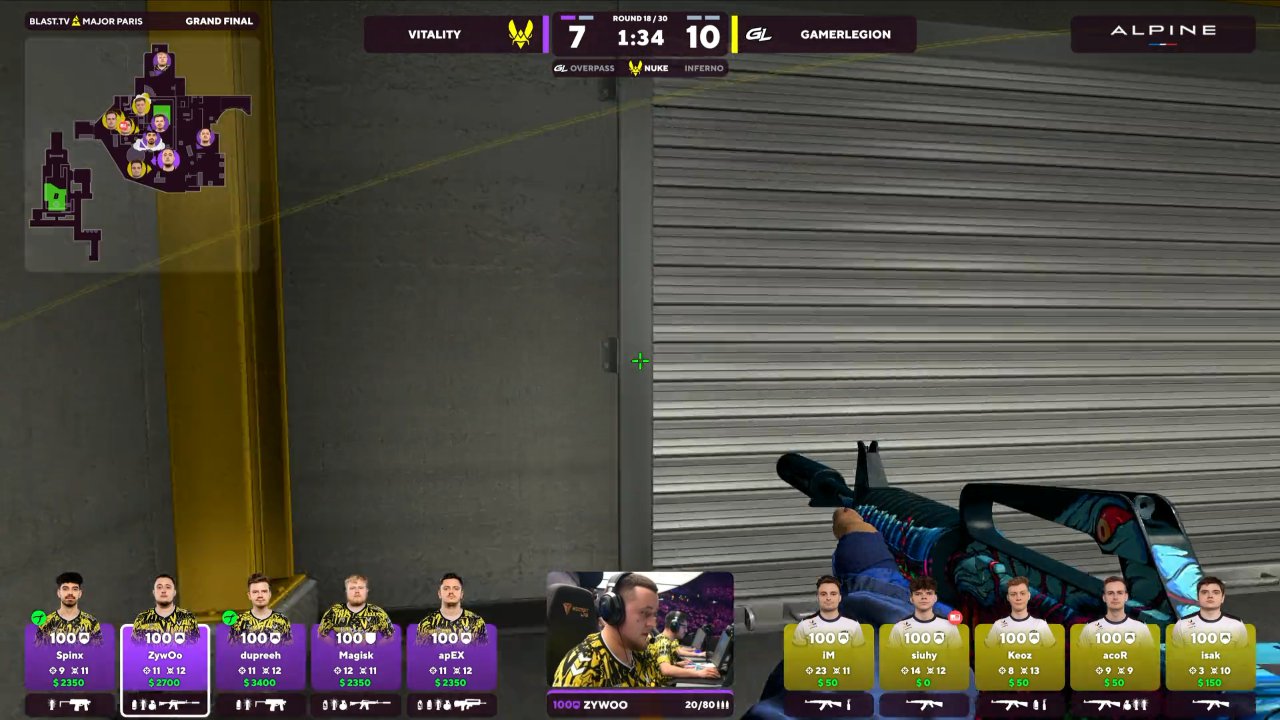 BLAST.TV MAJOR PARIS GRAND FINAL
VITALITY 7 ROUND 18 / 30 1:34 10 GL GAMERLEGION ALPINE
GL OVERPASS NUKE INFERNO
100 100 100 100 100 100 100 100 100 100
Spinx ZywOo dupreeh Magisk apEX iM siuhy Keoz acoR isak
9 11 11 12 11 12 12 11 11 12 23 11 14 12 8 13 9 9 3 10
$2350 $2700 $3400 $2350 $2350 $50 $0 $50 $50 $150
100 ZYWOO 20/80